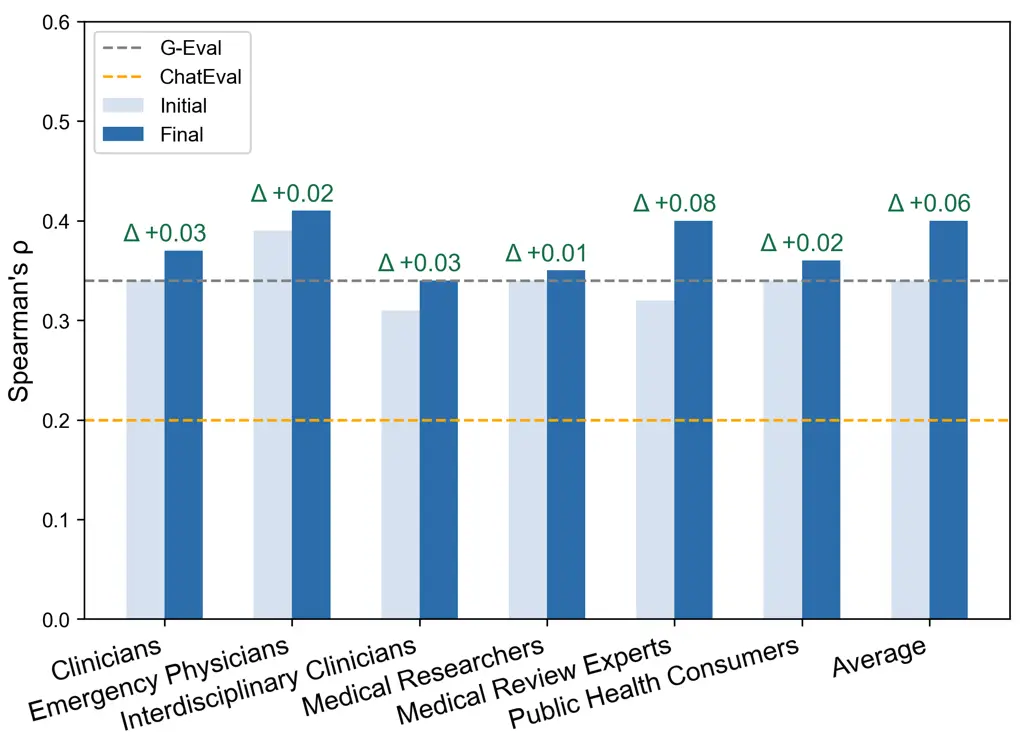 G-Eval
ChatEval
Initial
Final
Spearman's ρ
0.6
0.5
0.4
0.3
0.2
0.1
0.0
Δ +0.03
Δ +0.02
Δ +0.03
Δ +0.01
Δ +0.08
Δ +0.02
Δ +0.06
Clinicians
Emergency Physicians
Interdisciplinary Clinicians
Medical Researchers
Medical Review Experts
Public Health Consumers
Average